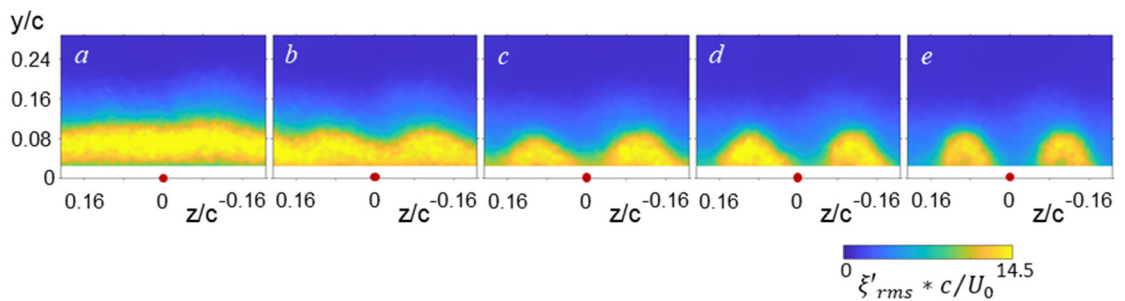 y/c
a b c d e
0.24
0.16
0.08
0
0.16 0 -0.16 0.16 0 -0.16 0.16 0 -0.16 0.16 0 -0.16 0.16 0 -0.16
z/c z/c z/c z/c z/c
0 14.5
ξ′rms * c/U0